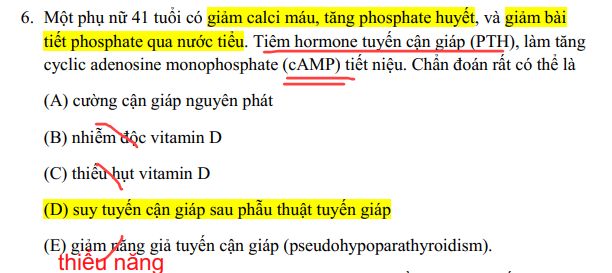 6. Một phụ nữ 41 tuổi có giảm calci máu, tăng phosphate huyết, và giảm bài
tiết phosphate qua nước tiểu. Tiêm hormone tuyến cận giáp (PTH), làm tăng
cyclic adenosine monophosphate (cAMP) tiết niệu. Chẩn đoán rất có thể là
(A) cường cận giáp nguyên phát
(B) nhiễm độc vitamin D
(C) thiếu hụt vitamin D
(D) suy tuyến cận giáp sau phẫu thuật tuyến giáp
(E) giảm năng giả tuyến cận giáp (pseudohypoparathyroidism).
thiểu năng